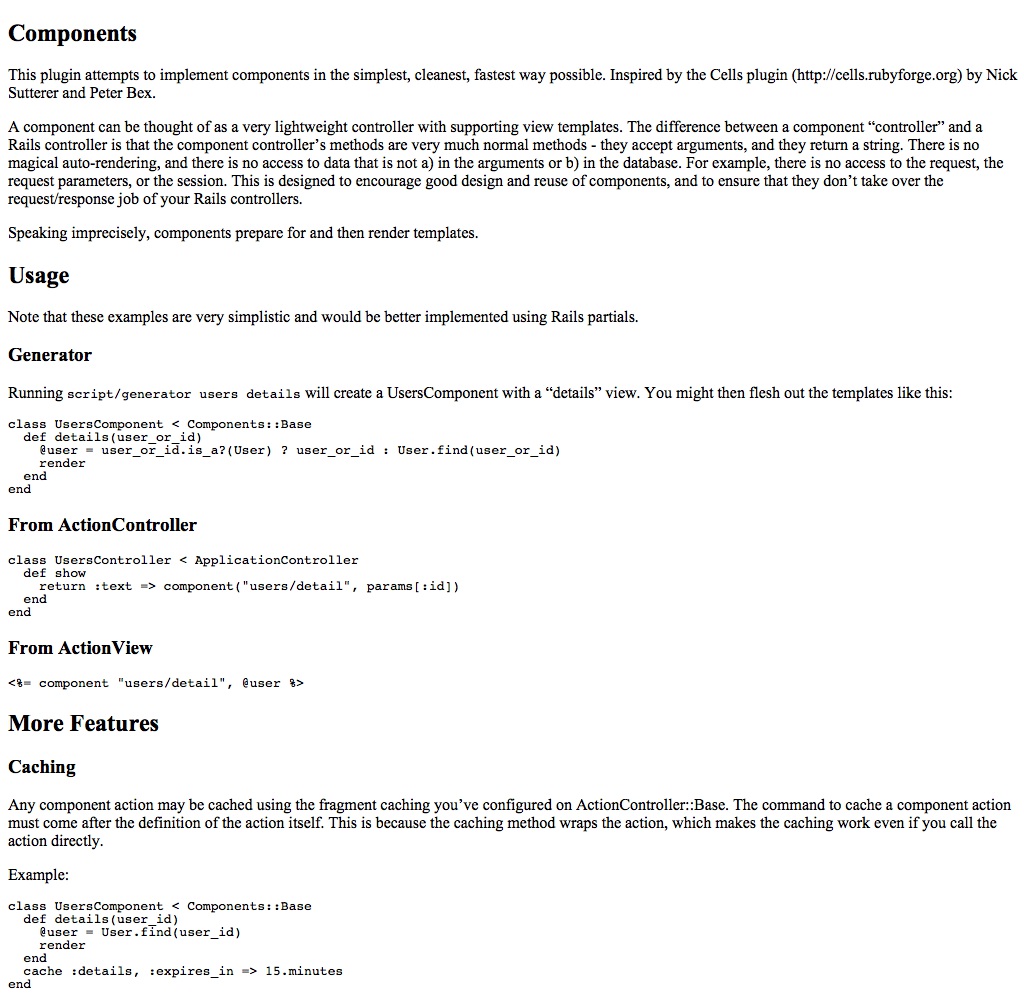 Components
This plugin attempts to implement components in the simplest, cleanest, fastest way possible. Inspired by the Cells plugin (http://cells.rubyforge.org) by Nick
Sutterer and Peter Bex.
A component can be thought of as a very lightweight controller with supporting view templates. The difference between a component “controller” and a
Rails controller is that the component controller’s methods are very much normal methods - they accept arguments, and they return a string. There is no
magical auto-rendering, and there is no access to data that is not a) in the arguments or b) in the database. For example, there is no access to the request, the
request parameters, or the session. This is designed to encourage good design and reuse of components, and to ensure that they don’t take over the
request/response job of your Rails controllers.
Speaking imprecisely, components prepare for and then render templates.
Usage
Note that these examples are very simplistic and would be better implemented using Rails partials.
Generator
Running script/generator users details will create a UsersComponent with a “details” view. You might then flesh out the templates like this:
class UsersComponent < Components::Base
  def details(user_or_id)
    @user = user_or_id.is_a?(User) ? user_or_id : User.find(user_or_id)
    render
  end
end
From ActionController
class UsersController < ApplicationController
  def show
    return :text => component("users/detail", params[:id])
  end
end
From ActionView
<%= component "users/detail", @user %>
More Features
Caching
Any component action may be cached using the fragment caching you’ve configured on ActionController::Base. The command to cache a component action
must come after the definition of the action itself. This is because the caching method wraps the action, which makes the caching work even if you call the
action directly.
Example:
class UsersComponent < Components::Base
  def details(user_id)
    @user = User.find(user_id)
    render
  end
  cache :details, :expires_in => 15.minutes
end